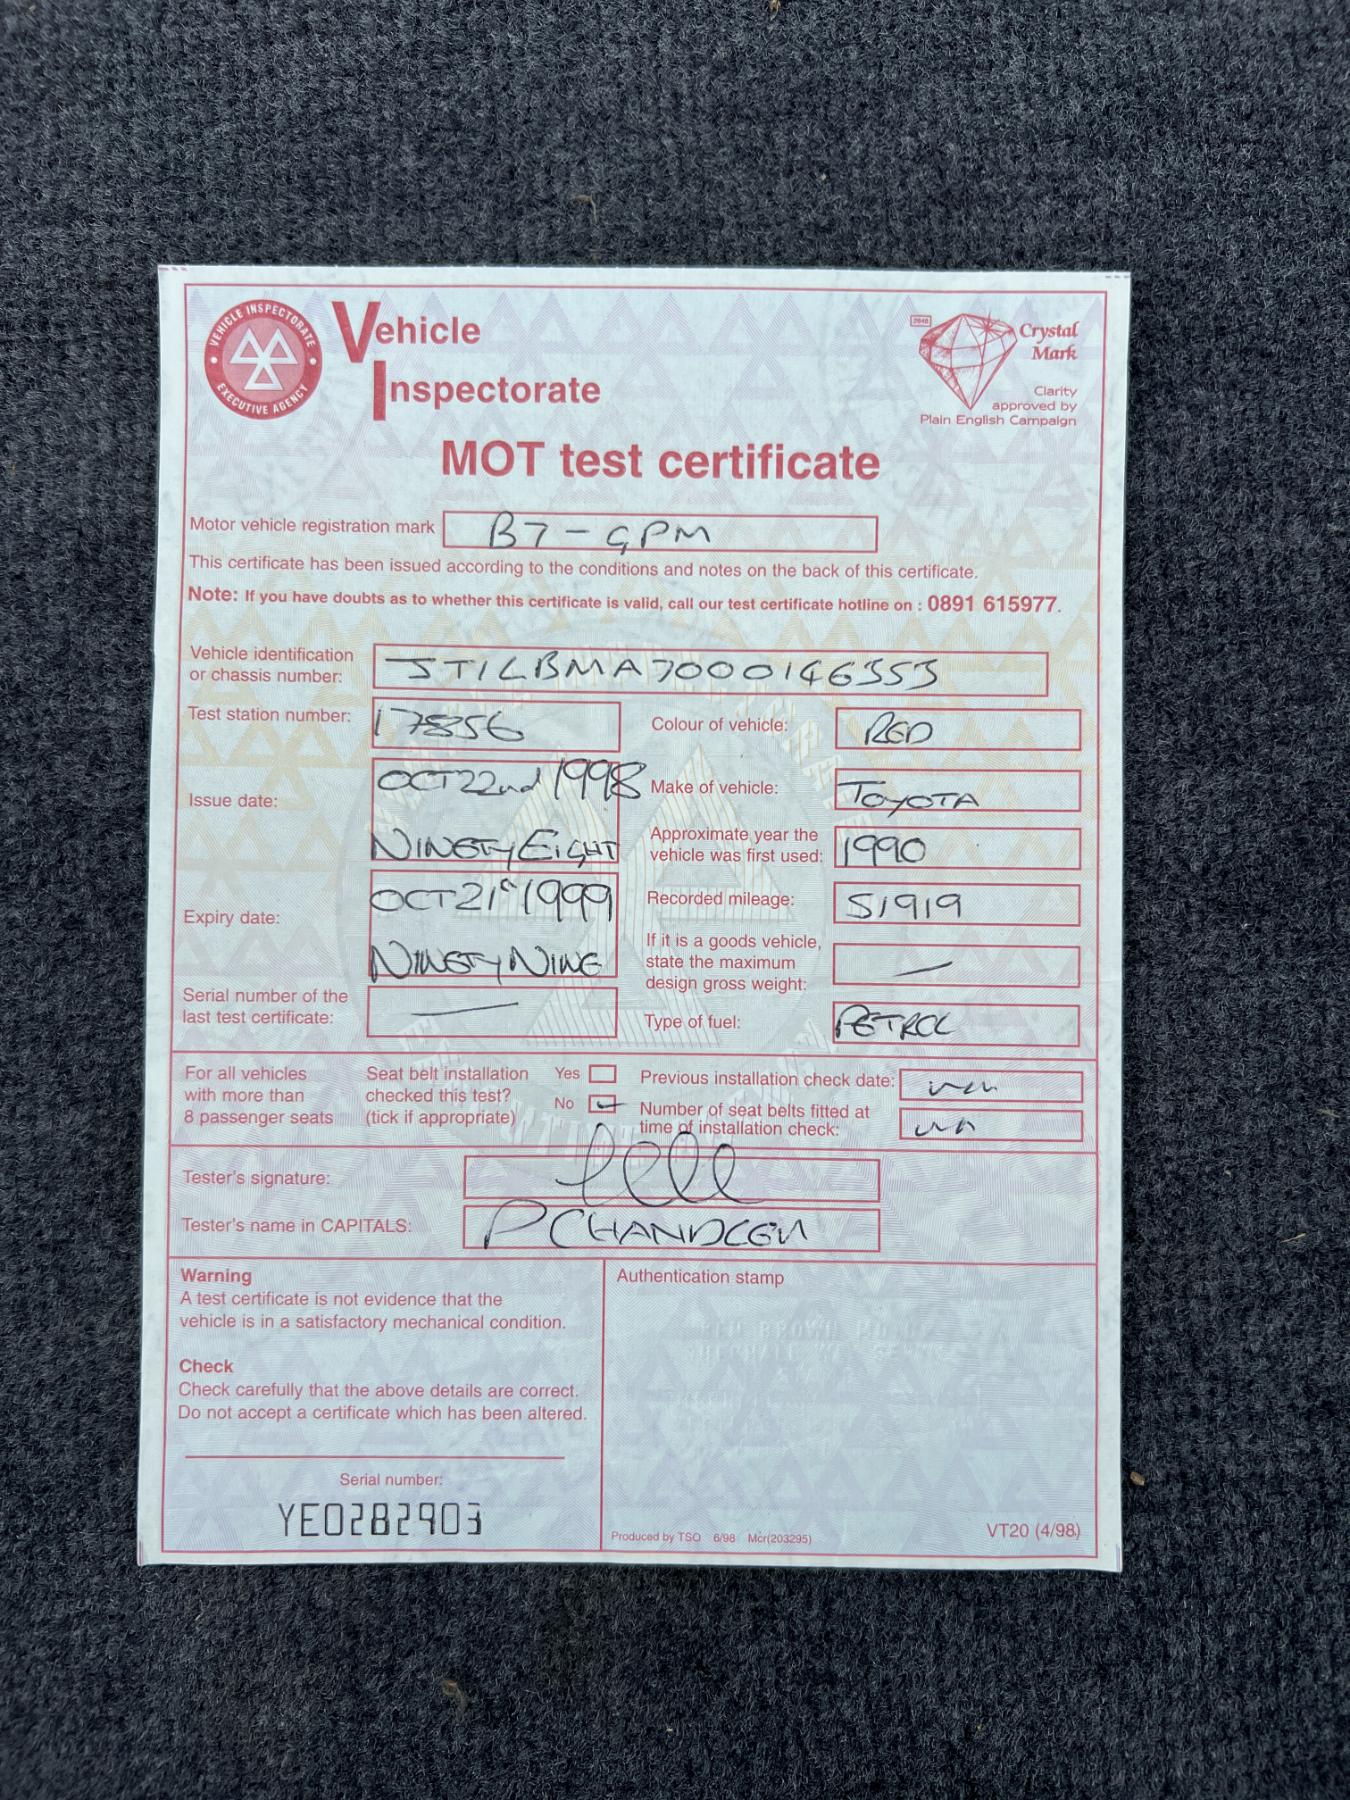 VEHICLE INSPECTORATE
EXECUTIVE AGENCY
Vehicle
Inspectorate
2640
Crystal
Mark
Clarity
approved by
Plain English Campaign
MOT test certificate
Motor vehicle registration mark B7-GPM
This certificate has been issued according to the conditions and notes on the back of this certificate.
Note: If you have doubts as to whether this certificate is valid, call our test certificate hotline on : 0891 615977.
Vehicle identification
or chassis number: JT1LBMA7000146353
Test station number: 17856
Colour of vehicle: RED
Issue date: OCT 22nd 1998
NINETY EIGHT
Make of vehicle: TOYOTA
Approximate year the
vehicle was first used: 1990
Expiry date: OCT 21st 1999
NINETY NINE
Recorded mileage: 51919
If it is a goods vehicle,
state the maximum
design gross weight: —
Serial number of the
last test certificate: —
Type of fuel: PETROL
For all vehicles
with more than
8 passenger seats
Seat belt installation
checked this test?
(tick if appropriate)
Yes
No
Previous installation check date:
Number of seat belts fitted at
time of installation check:
Tester's signature:
Tester's name in CAPITALS: P CHANDLER
Warning
A test certificate is not evidence that the
vehicle is in a satisfactory mechanical condition.
Check
Check carefully that the above details are correct.
Do not accept a certificate which has been altered.
Serial number:
YE0282903
Authentication stamp
BROWN
Produced by TSO 6/98 Mcr(203295)
VT20 (4/98)